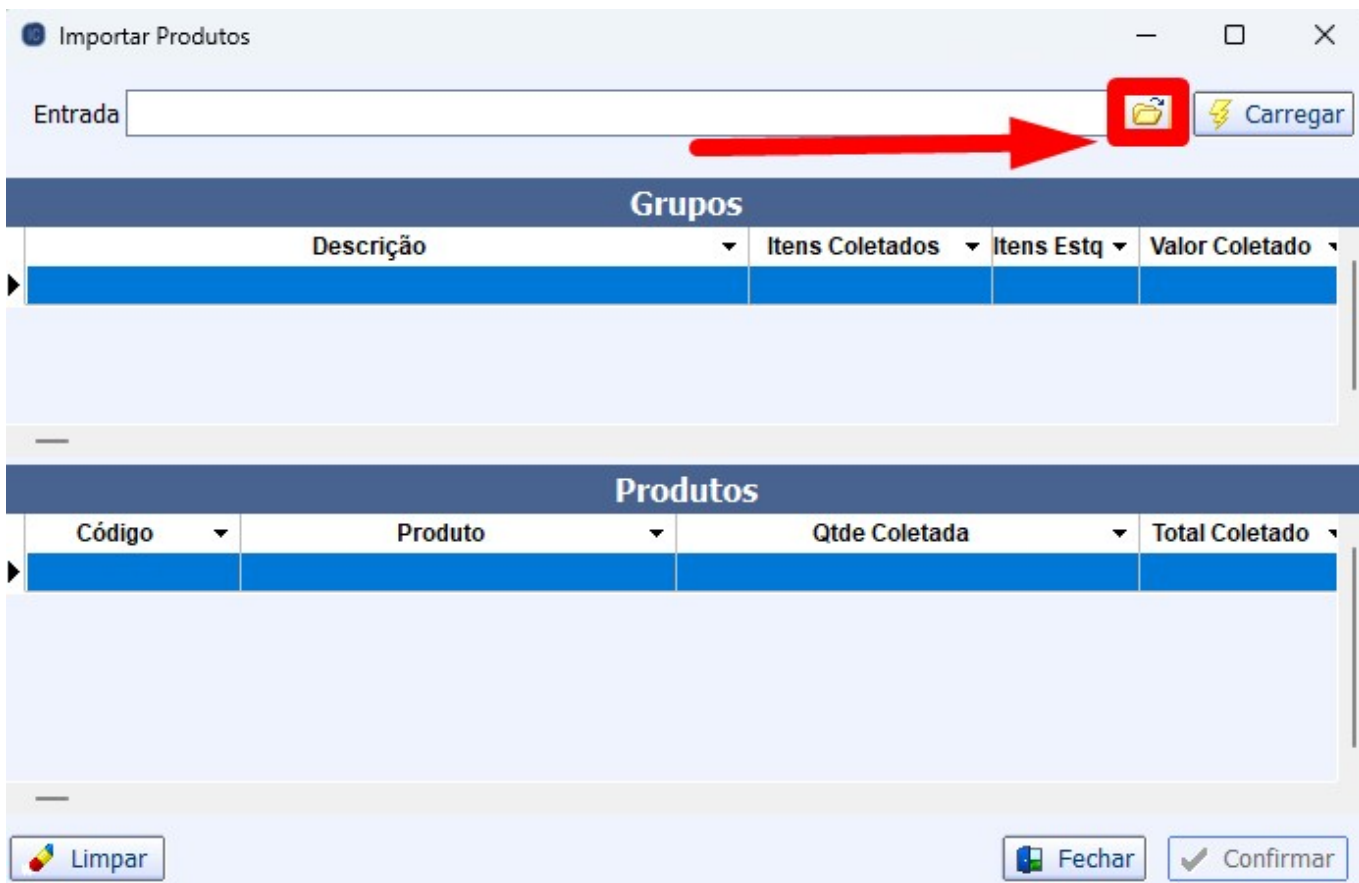 Importar Produtos
Entrada
Carregar
Grupos
Descrição Itens Coletados Itens Estq Valor Coletado
Produtos
Código Produto Qtde Coletada Total Coletado
Limpar Fechar Confirmar